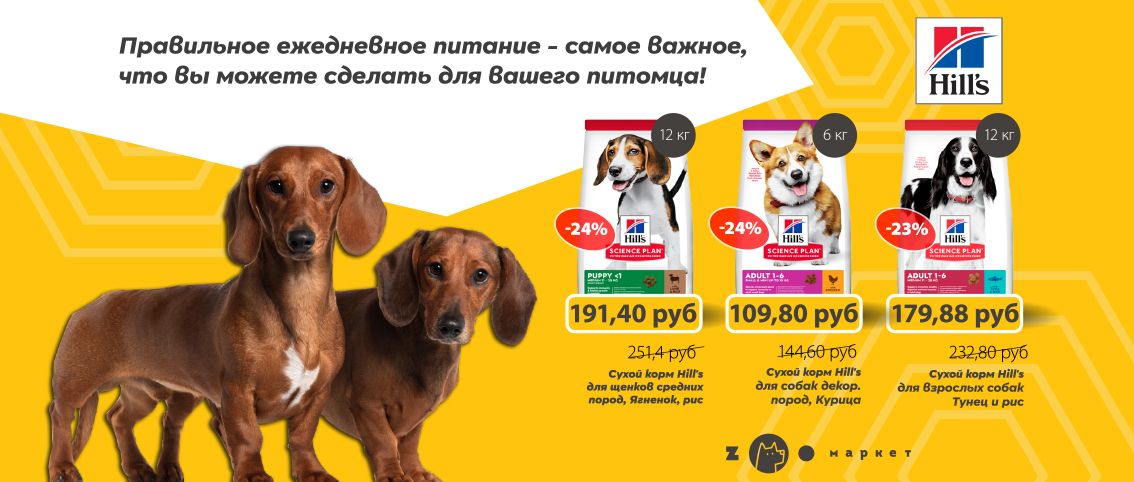 Правильное ежедневное питание - самое важное,
что вы можете сделать для вашего питомца!
Hill's
12 кг
-24%
Hill's
SCIENCE PLAN
PUPPY <1
191,40 руб
251,4 руб
Сухой корм Hill's
для щенков средних
пород, Ягненок, рис
6 кг
-24%
Hill's
SCIENCE PLAN
ADULT 1-6
109,80 руб
144,60 руб
Сухой корм Hill's
для собак декор.
пород, Курица
12 кг
-23%
Hill's
SCIENCE PLAN
ADULT 1-6
179,88 руб
232,80 руб
Сухой корм Hill's
для взрослых собак
Тунец и рис
z маркет